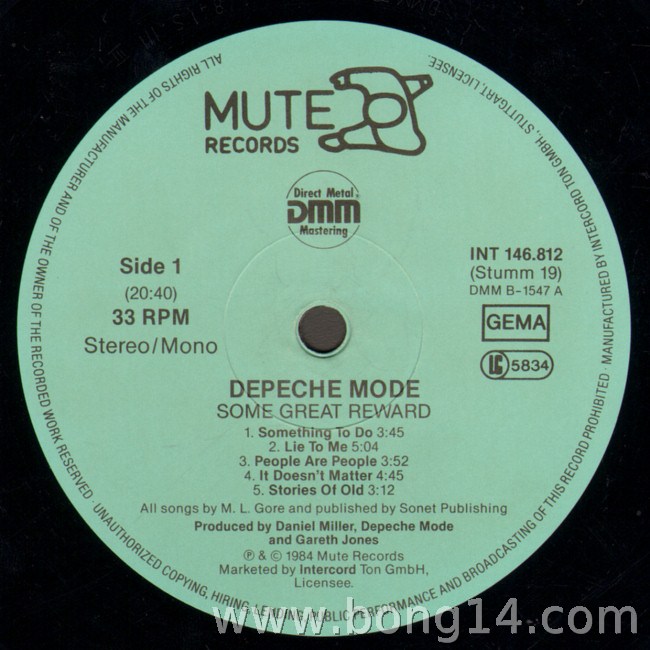 MUTE
RECORDS
Direct Metal
DMM
Mastering
Side 1
(20:40)
33 RPM
Stereo/Mono
INT 146.812
(Stumm 19)
DMM B-1547 A
GEMA
LC 5834
DEPECHE MODE
SOME GREAT REWARD
1. Something To Do 3:45
2. Lie To Me 5:04
3. People Are People 3:52
4. It Doesn't Matter 4:45
5. Stories Of Old 3:12
All songs by M. L. Gore and published by Sonet Publishing
Produced by Daniel Miller, Depeche Mode
and Gareth Jones
℗ & © 1984 Mute Records
Marketed by Intercord Ton GmbH,
Licensee.
ALL RIGHTS OF THE MANUFACTURER AND OF THE OWNER OF THE RECORDED WORK RESERVED · UNAUTHORIZED COPYING, HIRING, LENDING, PUBLIC PERFORMANCE AND BROADCASTING OF THIS RECORD PROHIBITED · MANUFACTURED BY INTERCORD TON GMBH., STUTTGART, LICENSEE.
www.bong14.com